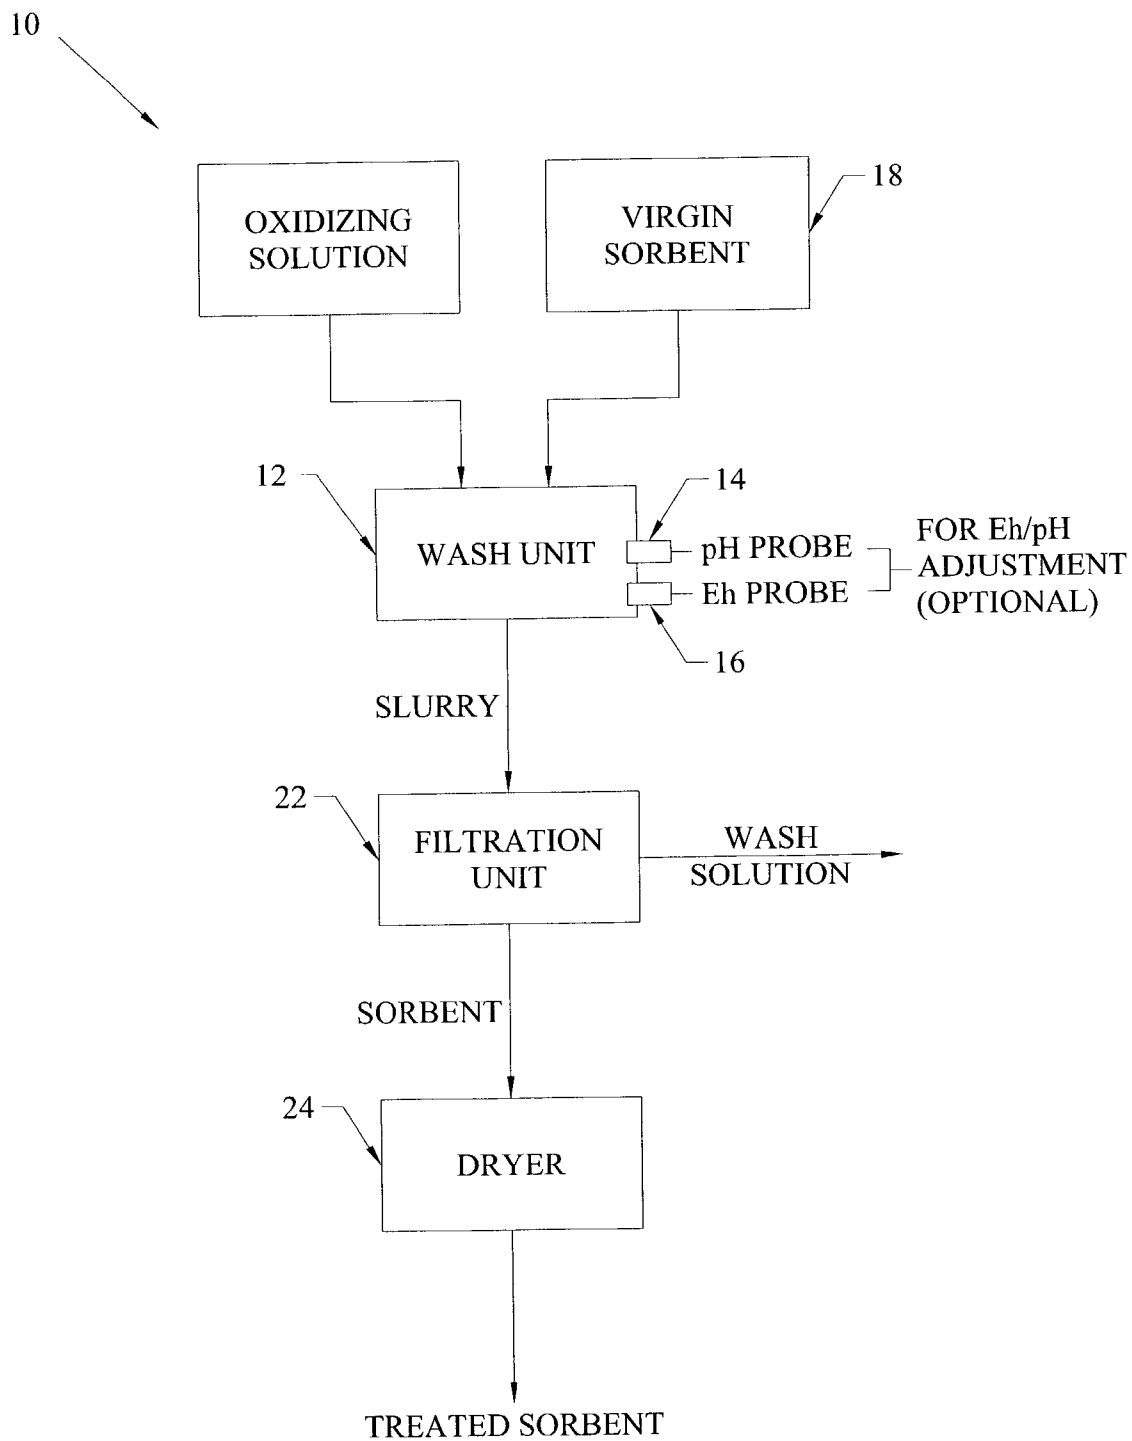 10
OXIDIZING
SOLUTION
VIRGIN
SORBENT
18
12
WASH UNIT
14
pH PROBE
Eh PROBE
16
FOR Eh/pH
ADJUSTMENT
(OPTIONAL)
SLURRY
22
FILTRATION
UNIT
WASH
SOLUTION
SORBENT
24
DRYER
TREATED SORBENT